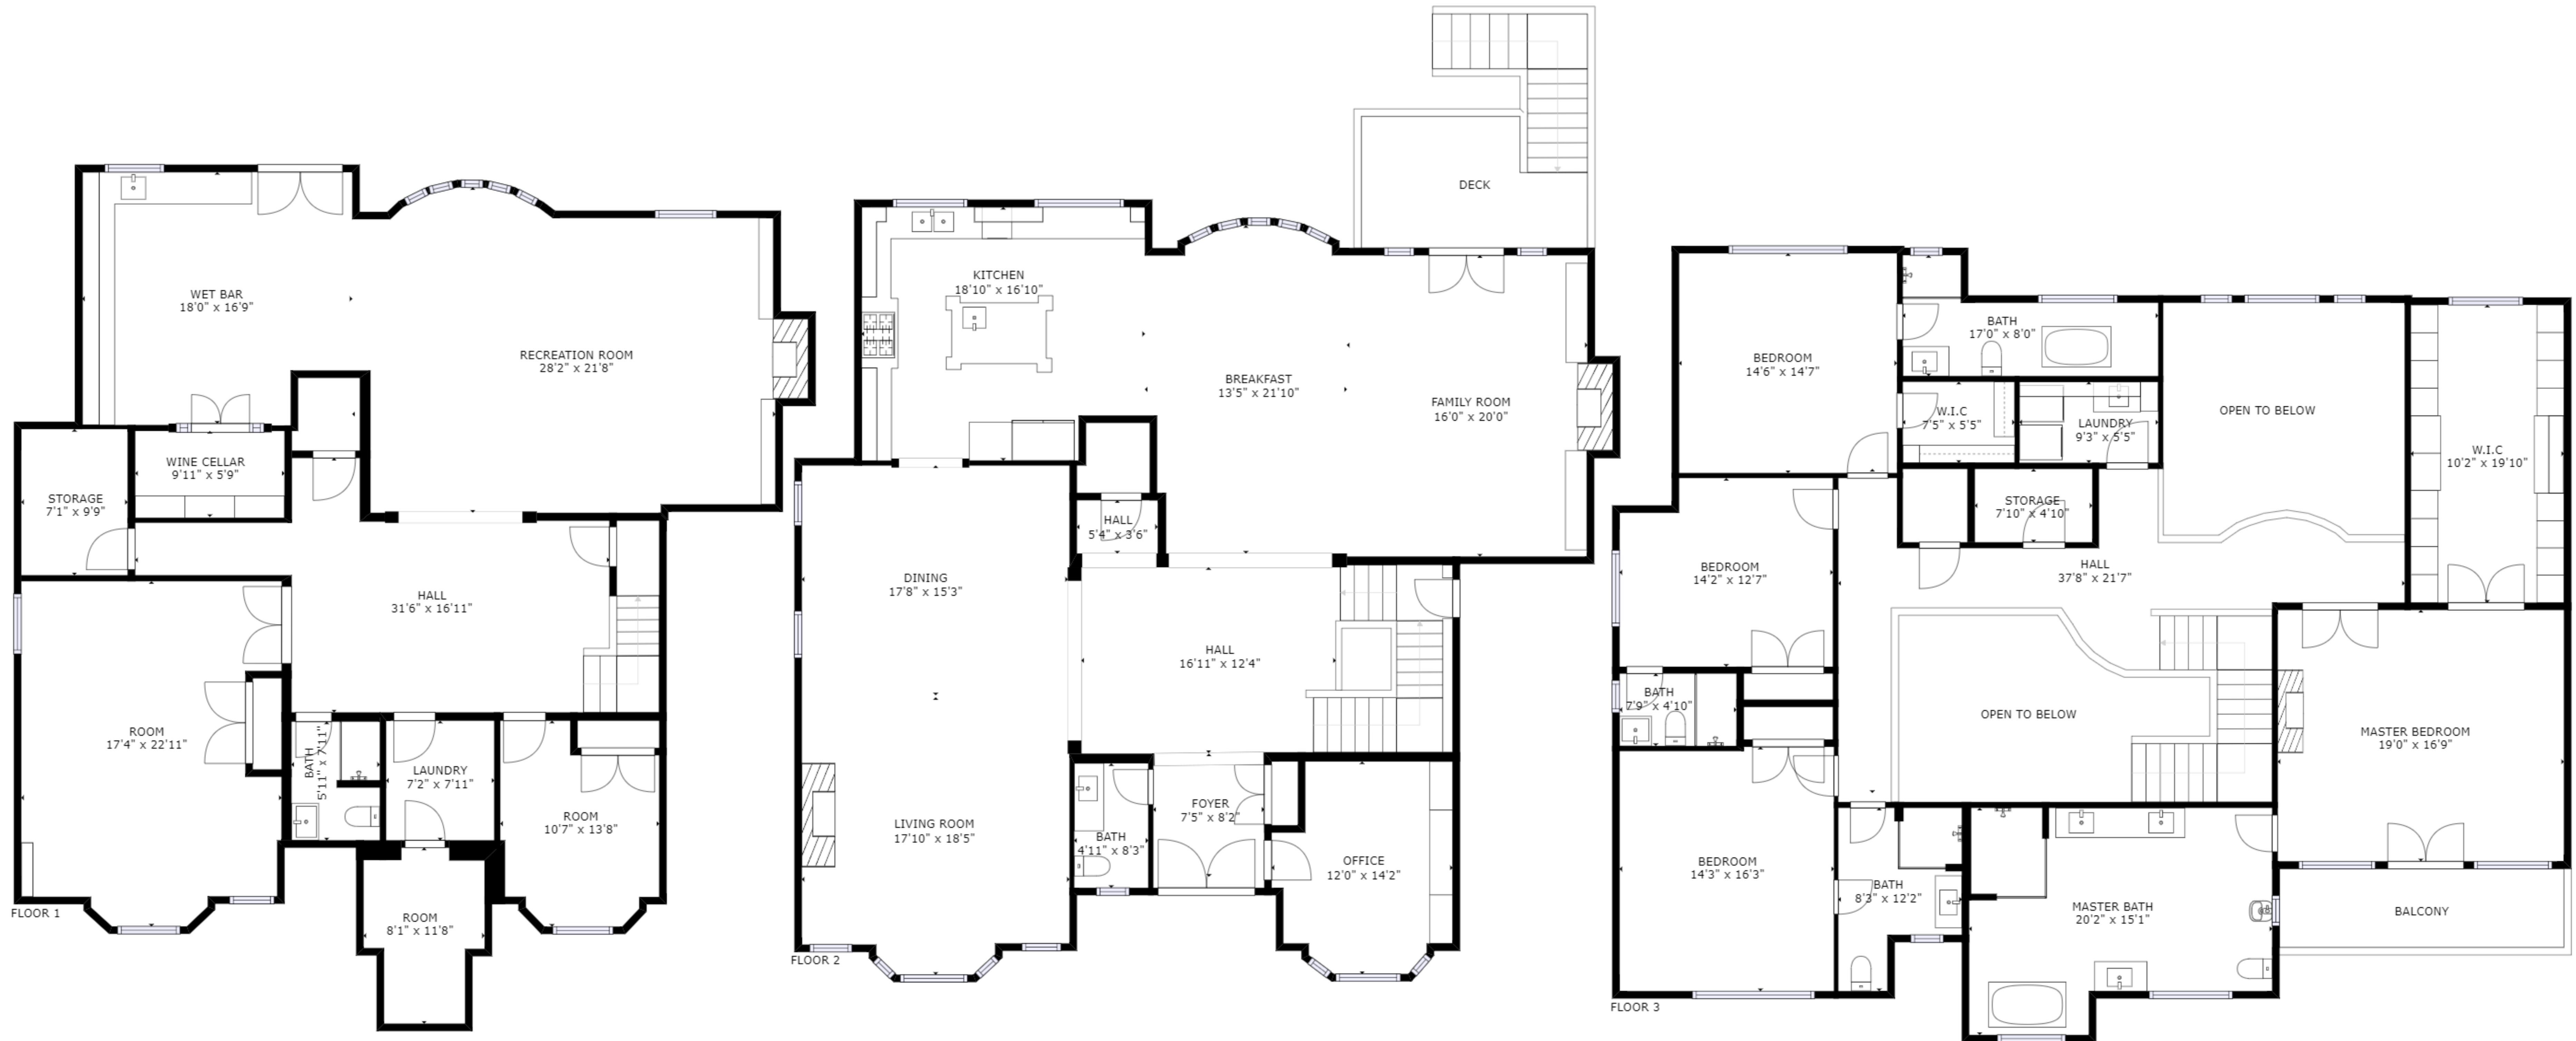 WET BAR
18'0" x 16'9"
RECREATION ROOM
28'2" x 21'8"
WINE CELLAR
9'11" x 5'9"
STORAGE
7'1" x 9'9"
HALL
31'6" x 16'11"
ROOM
17'4" x 22'11"
BATH
5'11" x 7'11"
LAUNDRY
7'2" x 7'11"
ROOM
10'7" x 13'8"
ROOM
8'1" x 11'8"
FLOOR 1
DECK
KITCHEN
18'10" x 16'10"
BREAKFAST
13'5" x 21'10"
FAMILY ROOM
16'0" x 20'0"
HALL
5'4" x 3'6"
DINING
17'8" x 15'3"
HALL
16'11" x 12'4"
FOYER
7'5" x 8'2"
LIVING ROOM
17'10" x 18'5"
BATH
4'11" x 8'3"
OFFICE
12'0" x 14'2"
FLOOR 2
BEDROOM
14'6" x 14'7"
BATH
17'0" x 8'0"
W.I.C
7'5" x 5'5"
LAUNDRY
9'3" x 5'5"
OPEN TO BELOW
W.I.C
10'2" x 19'10"
STORAGE
7'10" x 4'10"
BEDROOM
14'2" x 12'7"
HALL
37'8" x 21'7"
BATH
7'9" x 4'10"
OPEN TO BELOW
MASTER BEDROOM
19'0" x 16'9"
BEDROOM
14'3" x 16'3"
BATH
8'3" x 12'2"
MASTER BATH
20'2" x 15'1"
BALCONY
FLOOR 3